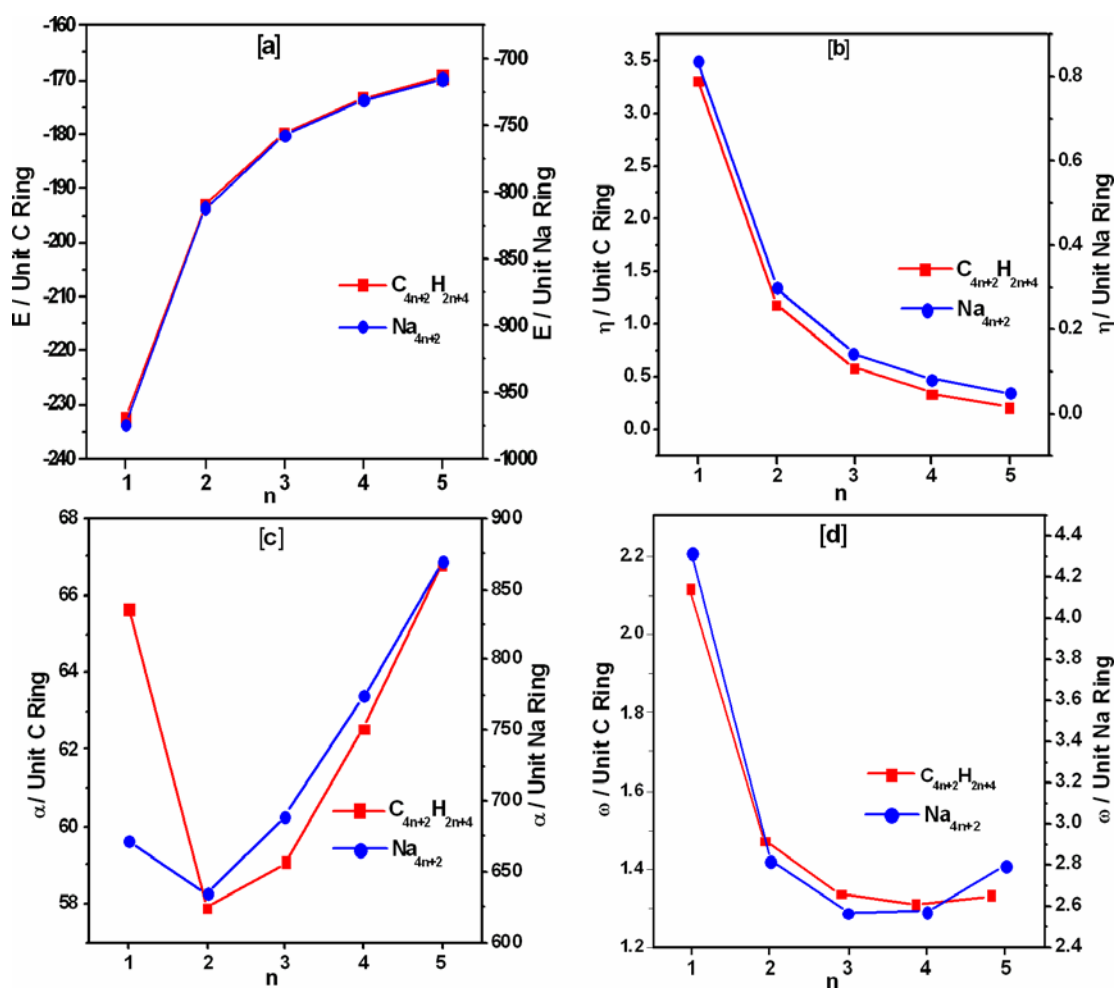 [a]
E / Unit C Ring
-160
-170
-180
-190
-200
-210
-220
-230
-240
E / Unit Na Ring
-700
-750
-800
-850
-900
-950
-1000
C4n+2H2n+4
Na4n+2
1 2 3 4 5
n
[b]
η / Unit C Ring
3.5
3.0
2.5
2.0
1.5
1.0
0.5
0.0
η / Unit Na Ring
0.8
0.6
0.4
0.2
0.0
C4n+2H2n+4
Na4n+2
1 2 3 4 5
n
[c]
α / Unit C Ring
68
66
64
62
60
58
α / Unit Na Ring
900
850
800
750
700
650
600
C4n+2H2n+4
Na4n+2
1 2 3 4 5
n
[d]
ω / Unit C Ring
2.2
2.0
1.8
1.6
1.4
1.2
ω / Unit Na Ring
4.4
4.2
4.0
3.8
3.6
3.4
3.2
3.0
2.8
2.6
2.4
C4n+2H2n+4
Na4n+2
1 2 3 4 5
n